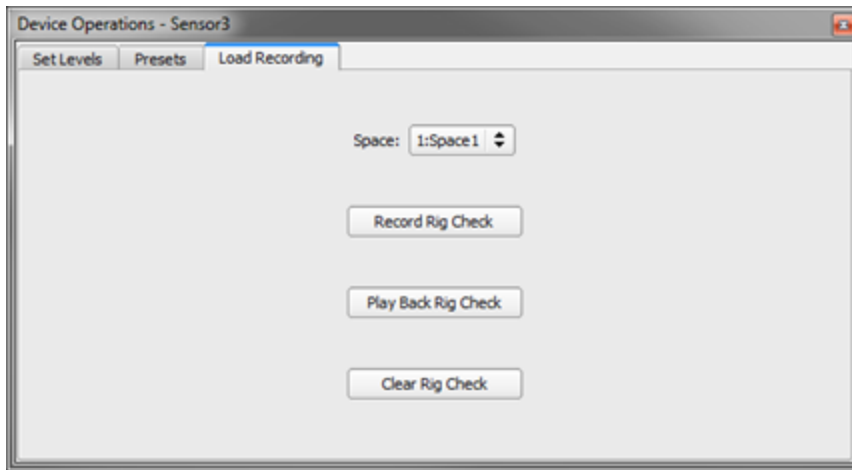 Device Operations - Sensor3
Set Levels Presets Load Recording
Space: 1:Space1
Record Rig Check
Play Back Rig Check
Clear Rig Check